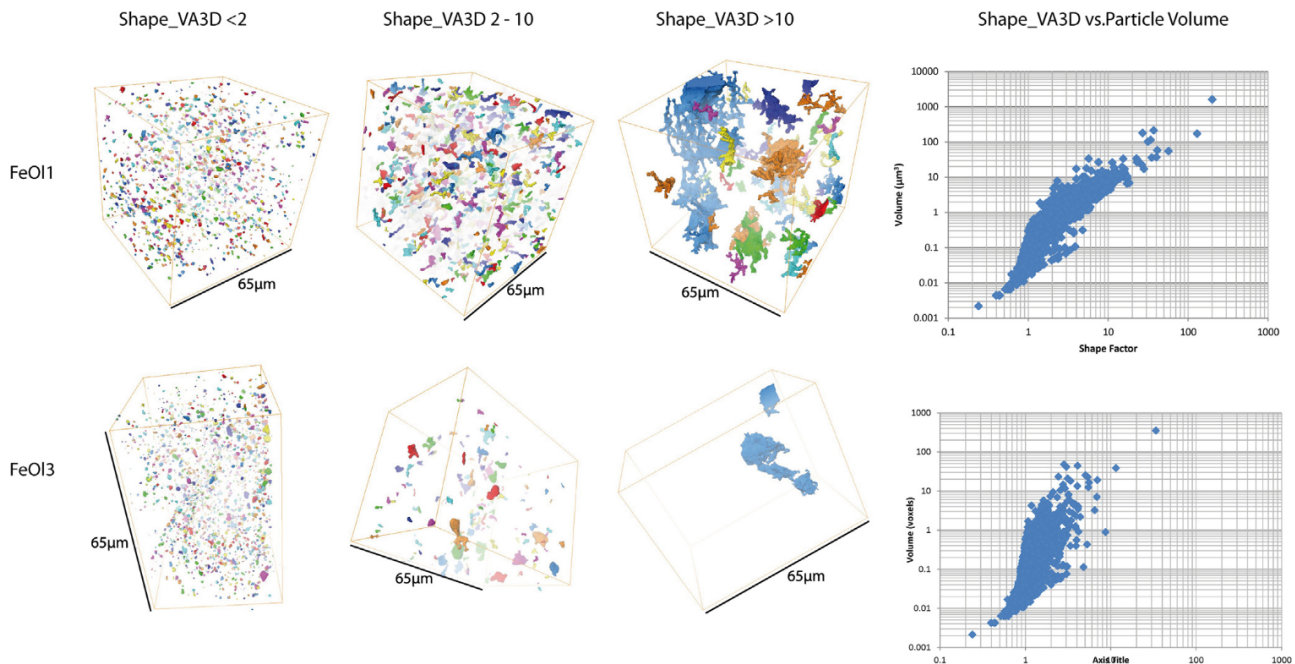 Shape_VA3D <2
Shape_VA3D 2 - 10
Shape_VA3D >10
Shape_VA3D vs.Particle Volume
FeOl1
65µm
65µm
65µm
Volume (µm³)
10000
1000
100
10
1
0.1
0.01
0.001
0.1
1
10
100
1000
Shape Factor
FeOl3
65µm
65µm
65µm
Volume (voxels)
1000
100
10
1
0.1
0.01
0.001
0.1
1
10
100
1000
Axis Title